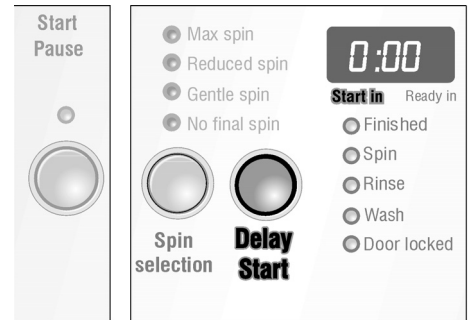 Start
Pause
Max spin
Reduced spin
Gentle spin
No final spin
0:00
Start in Ready in
Finished
Spin
Rinse
Wash
Door locked
Spin
selection
Delay
Start